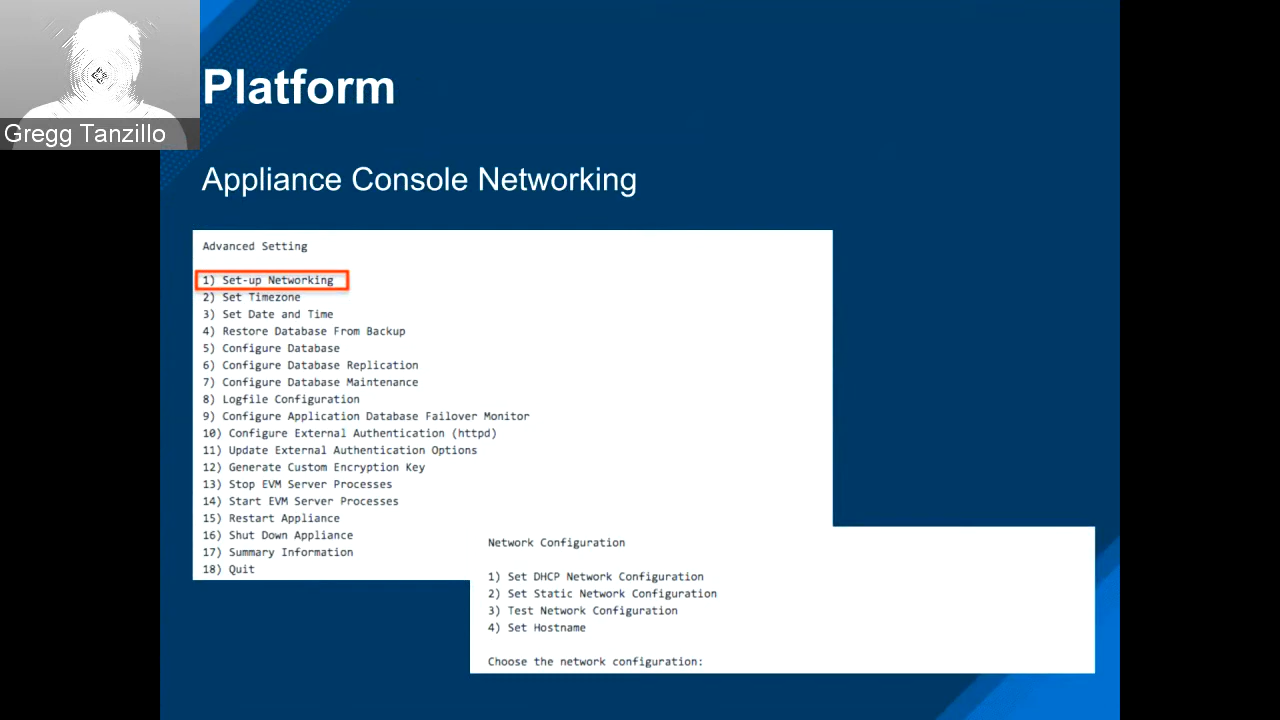 Gregg Tanzillo
Platform
Appliance Console Networking
Advanced Setting
1) Set-up Networking
2) Set Timezone
3) Set Date and Time
4) Restore Database From Backup
5) Configure Database
6) Configure Database Replication
7) Configure Database Maintenance
8) Logfile Configuration
9) Configure Application Database Failover Monitor
10) Configure External Authentication (httpd)
11) Update External Authentication Options
12) Generate Custom Encryption Key
13) Stop EVM Server Processes
14) Start EVM Server Processes
15) Restart Appliance
16) Shut Down Appliance
17) Summary Information
18) Quit
Network Configuration
1) Set DHCP Network Configuration
2) Set Static Network Configuration
3) Test Network Configuration
4) Set Hostname
Choose the network configuration: